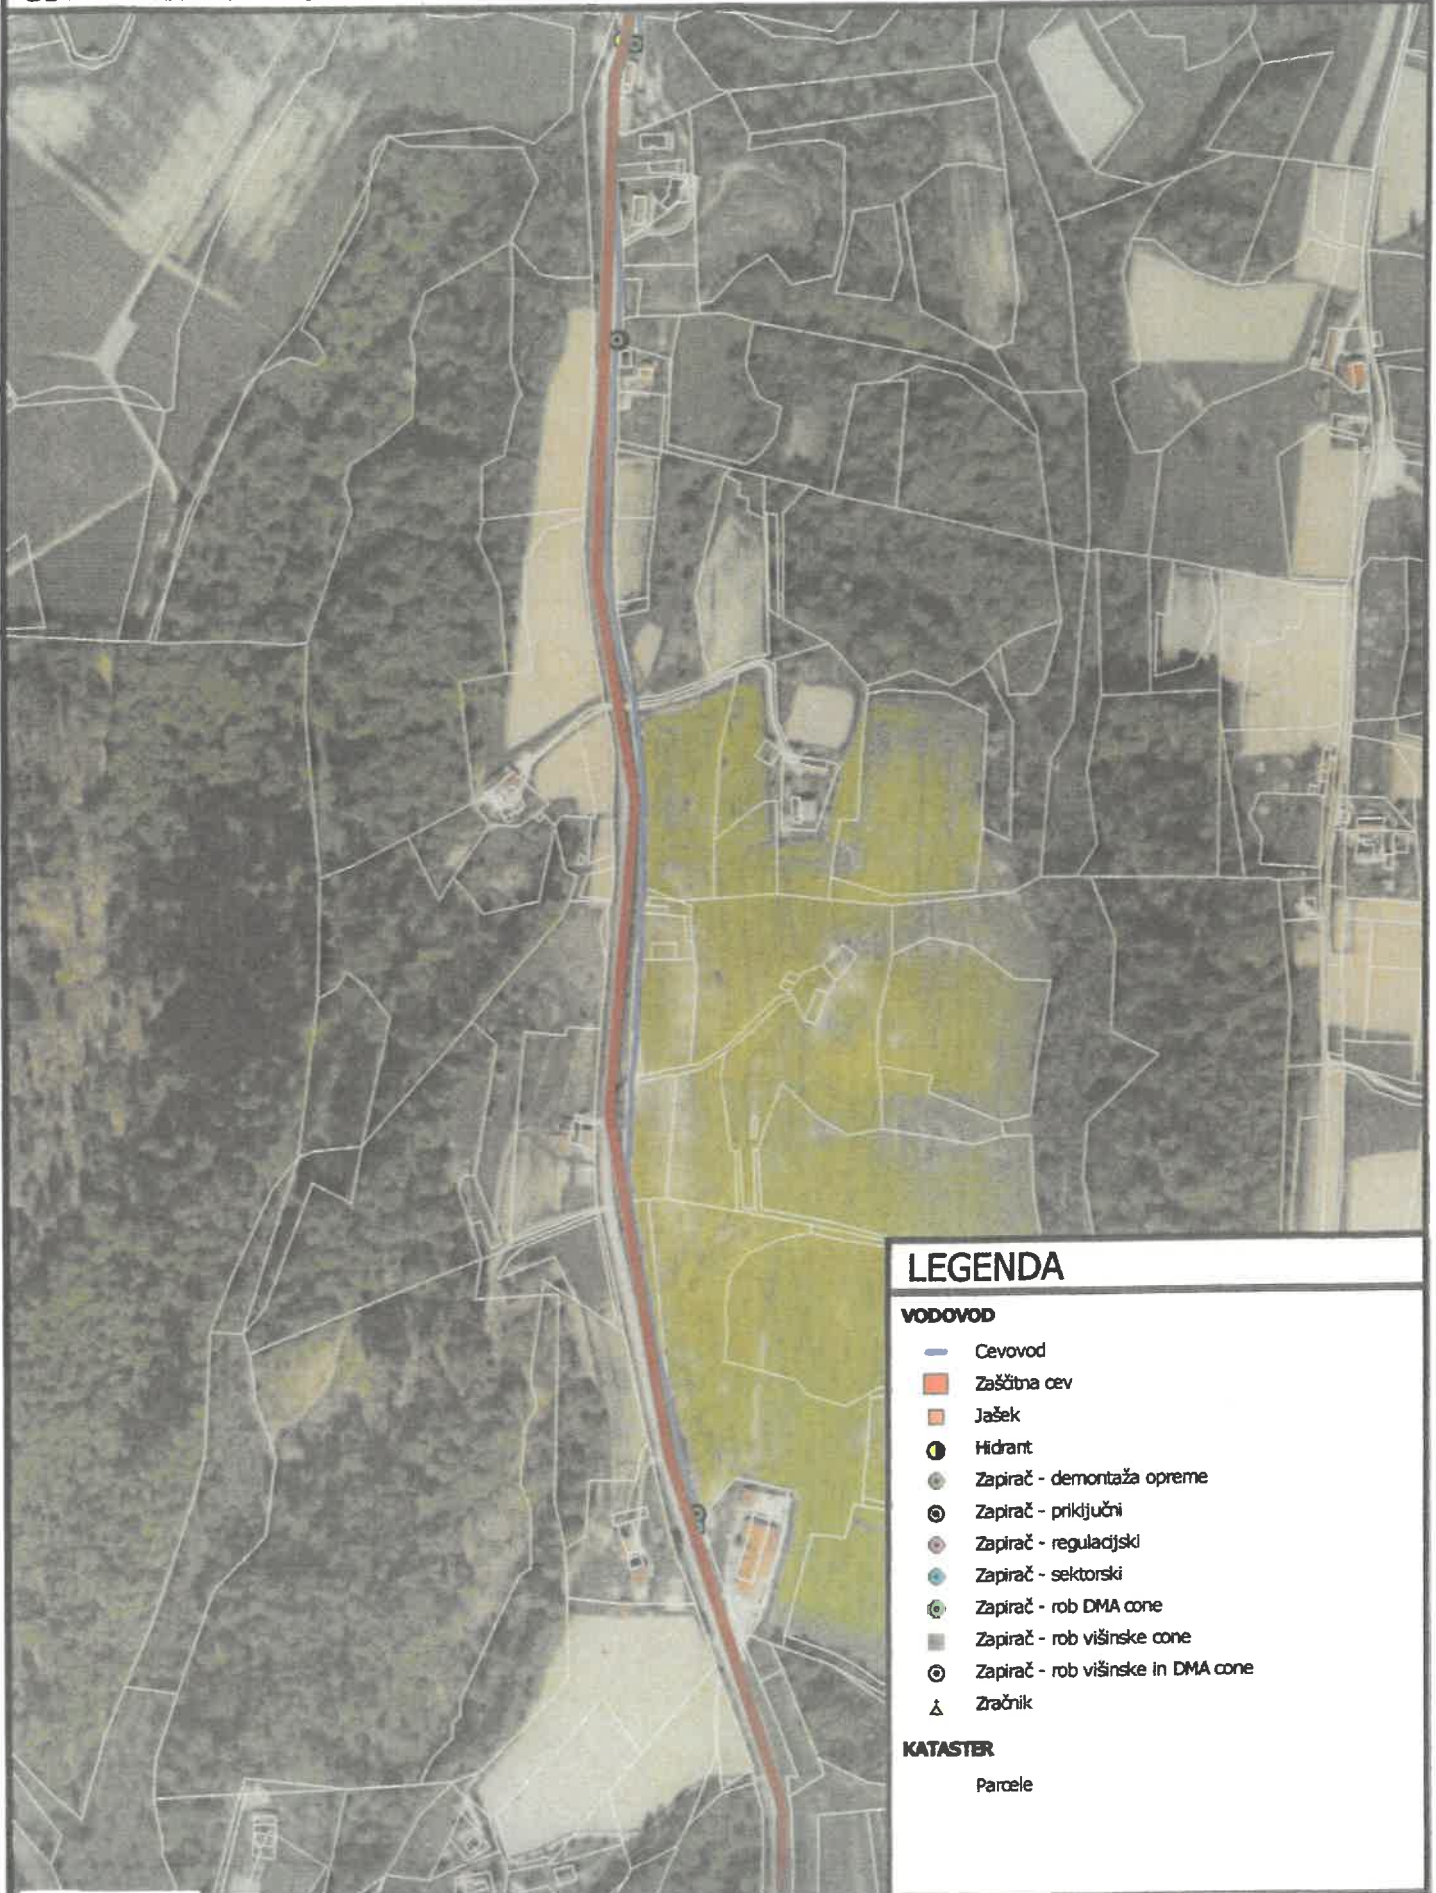 LEGENDA
VODOVOD
Cevovod
Zaščitna cev
Jašek
Hidrant
Zapirač - demontaža opreme
Zapirač - priključni
Zapirač - regulacijski
Zapirač - sektorski
Zapirač - rob DMA cone
Zapirač - rob višinske cone
Zapirač - rob višinske in DMA cone
Zračnik
KATASTER
Parcele